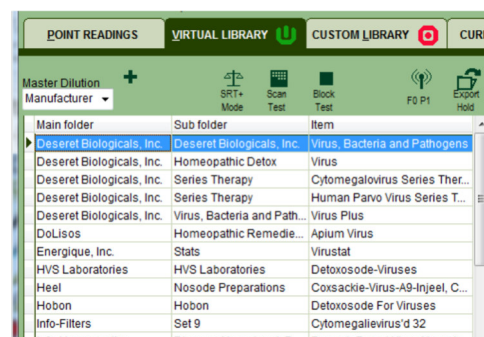 POINT READINGS VIRTUAL LIBRARY CUSTOM LIBRARY CUR
Master Dilution
Manufacturer
SRT+ Mode
Scan Test
Block Test
F0 P1
Export Hold
Main folder Sub folder Item
Deseret Biologicals, Inc. Deseret Biologicals, Inc. Virus, Bacteria and Pathogens
Deseret Biologicals, Inc. Homeopathic Detox Virus
Deseret Biologicals, Inc. Series Therapy Cytomegalovirus Series Ther...
Deseret Biologicals, Inc. Series Therapy Human Parvo Virus Series T...
Deseret Biologicals, Inc. Virus, Bacteria and Path... Virus Plus
DoLisos Homeopathic Remedie... Apium Virus
Energique, Inc. Stats Virustat
HVS Laboratories HVS Laboratories Detoxosode-Viruses
Heel Nosode Preparations Coxsackie-Virus-A9-Injeel, C...
Hobon Hobon Detoxosode For Viruses
Info-Filters Set 9 Cytomegalievirus'd 32